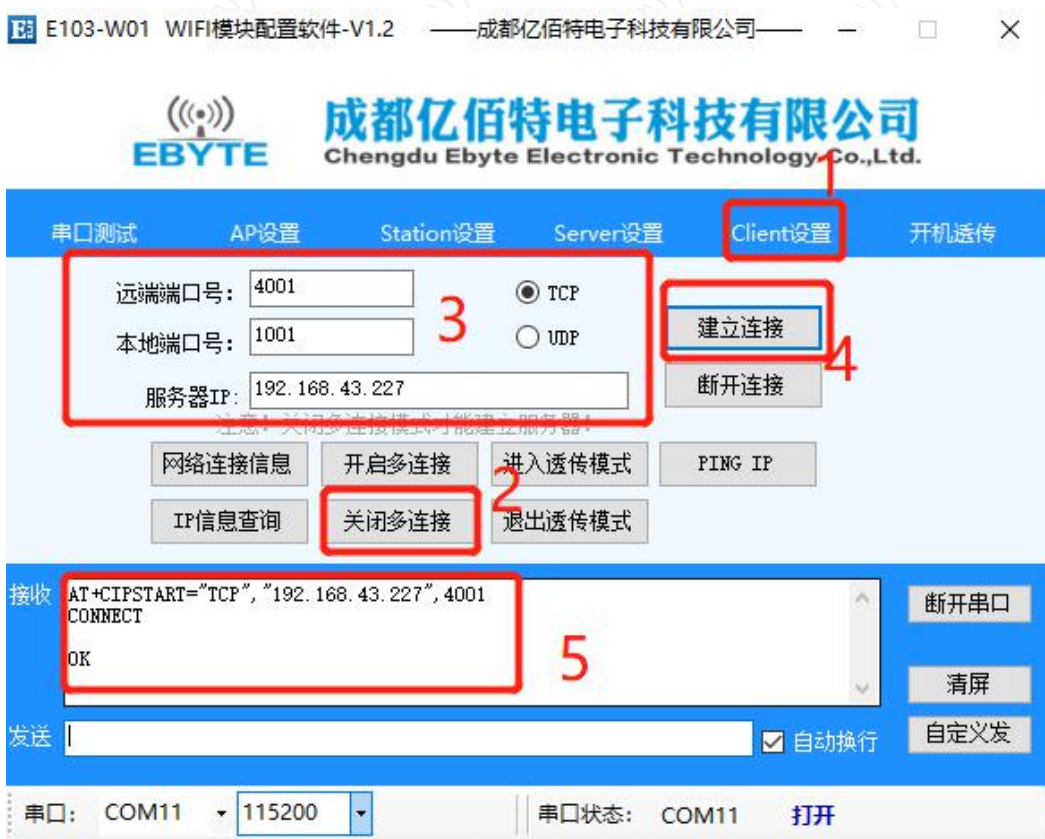 E103-W01 WIFI模块配置软件-V1.2 ——成都亿佰特电子科技有限公司——
EBYTE
成都亿佰特电子科技有限公司
Chengdu Ebyte Electronic Technology Co.,Ltd.
1
串口测试 AP设置 Station设置 Server设置 Client设置 开机透传
远端端口号: 4001 TCP
3
建立连接
本地端口号: 1001 UDP
4
服务器IP: 192.168.43.227
断开连接
注意!关闭多连接模式才能建立服务器!
网络连接信息 开启多连接 进入透传模式 PING IP
2
IP信息查询 关闭多连接 退出透传模式
接收 AT+CIPSTART="TCP","192.168.43.227",4001
CONNECT
OK
5
断开串口
清屏
发送
自动换行
自定义发
串口: COM11 115200 串口状态: COM11 打开